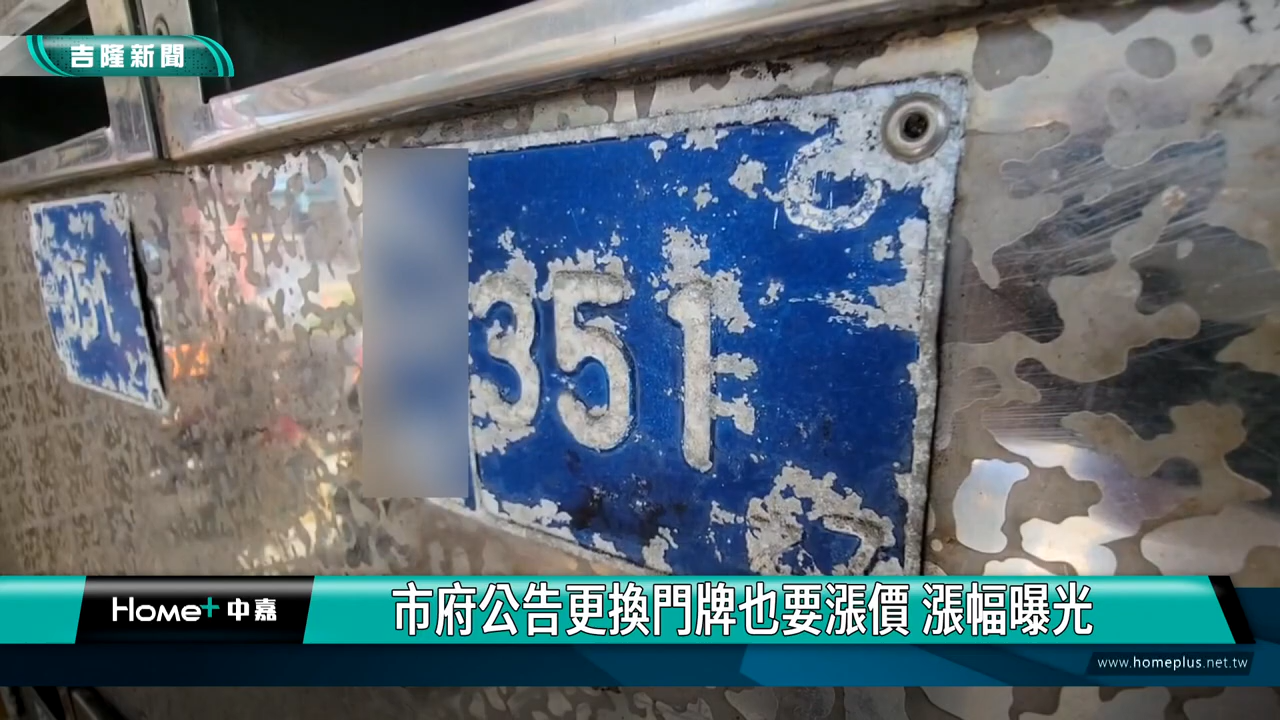 吉隆新聞
351
351
Home+ 中嘉
市府公告更換門牌也要漲價 漲幅曝光
www.homeplus.net.tw